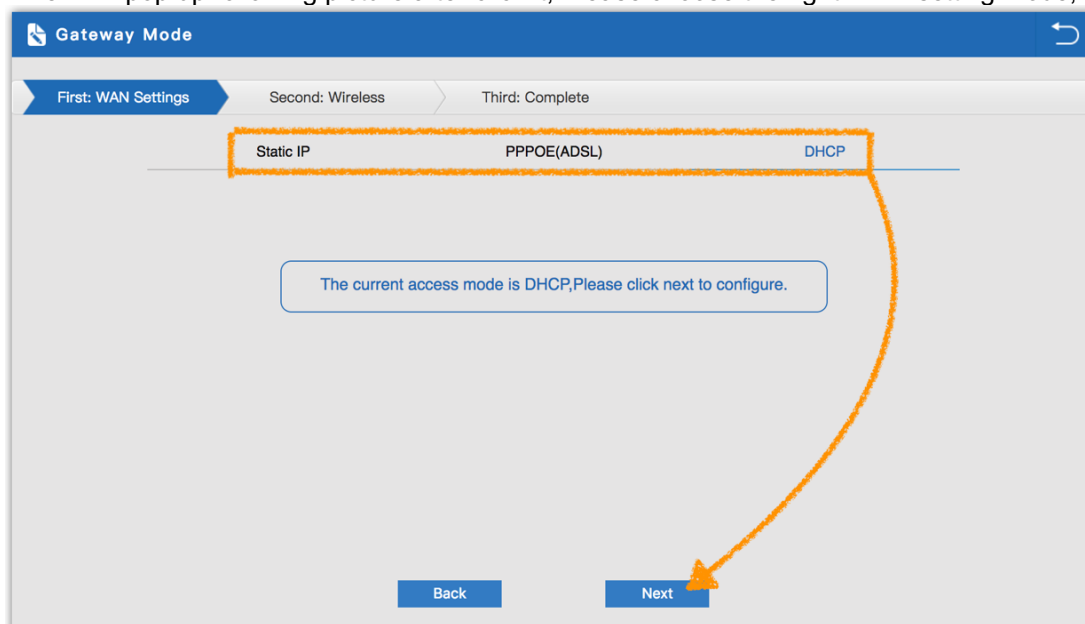 Gateway Mode
First: WAN Settings Second: Wireless Third: Complete
Static IP PPPOE(ADSL) DHCP
The current access mode is DHCP,Please click next to configure.
Back Next